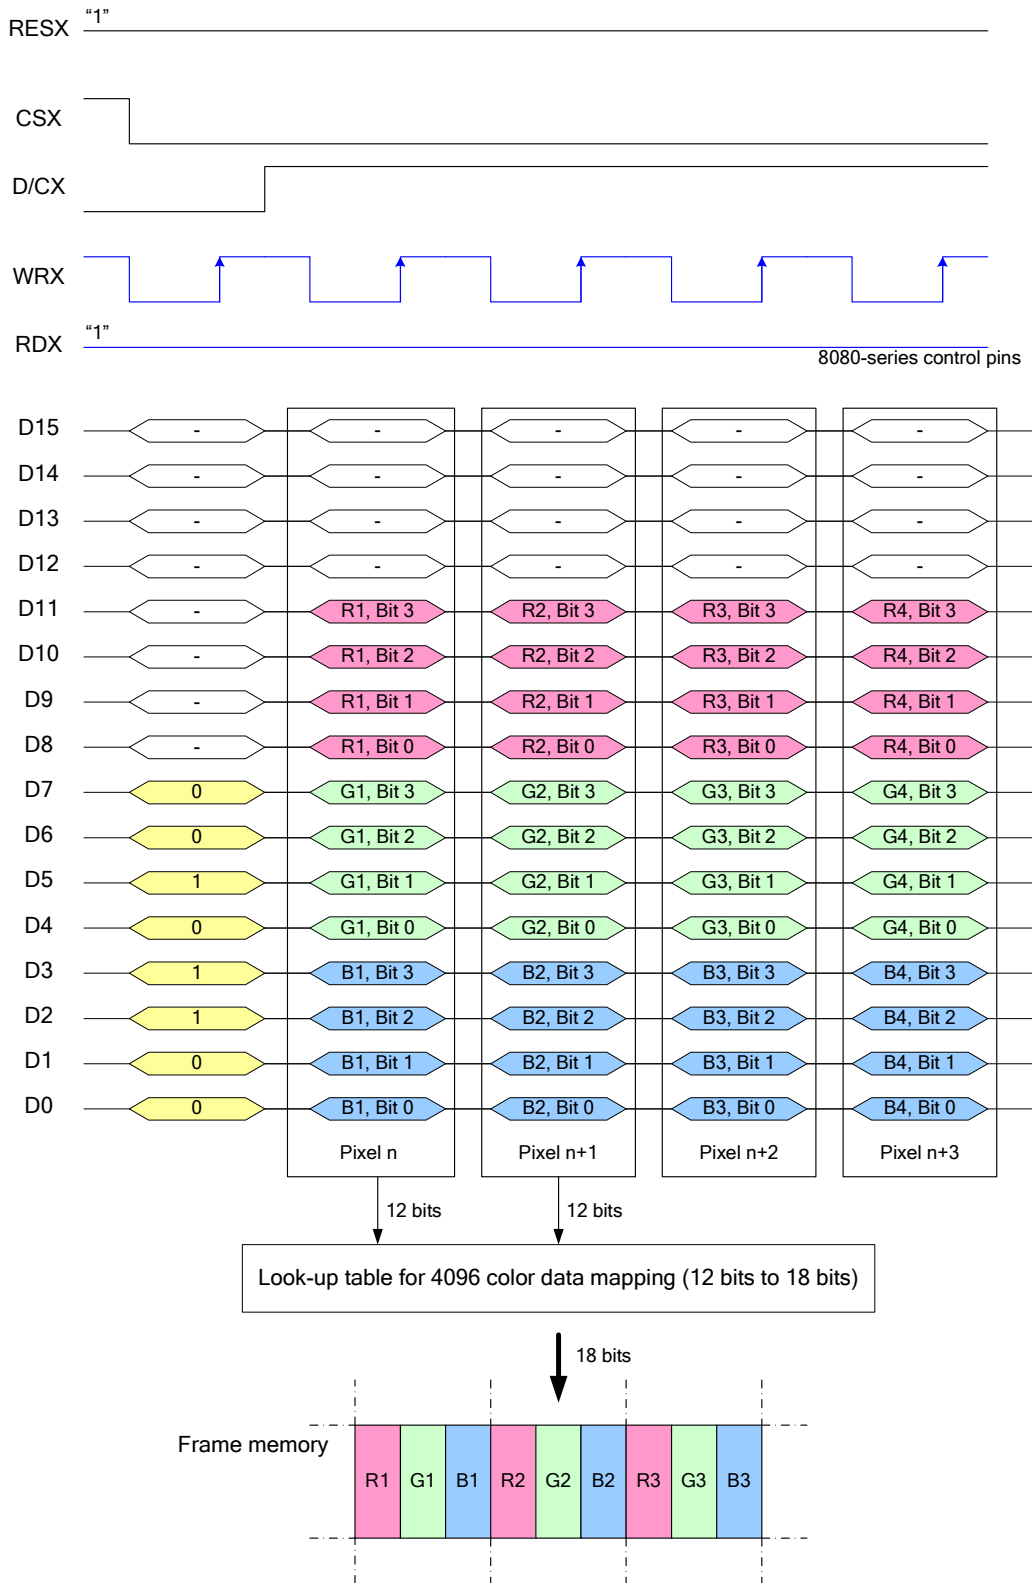 RESX “1”
CSX
D/CX
WRX
RDX “1”
8080-series control pins
D15 - - - - -
D14 - - - - -
D13 - - - - -
D12 - - - - -
D11 - R1, Bit 3 R2, Bit 3 R3, Bit 3 R4, Bit 3
D10 - R1, Bit 2 R2, Bit 2 R3, Bit 2 R4, Bit 2
D9 - R1, Bit 1 R2, Bit 1 R3, Bit 1 R4, Bit 1
D8 - R1, Bit 0 R2, Bit 0 R3, Bit 0 R4, Bit 0
D7 0 G1, Bit 3 G2, Bit 3 G3, Bit 3 G4, Bit 3
D6 0 G1, Bit 2 G2, Bit 2 G3, Bit 2 G4, Bit 2
D5 1 G1, Bit 1 G2, Bit 1 G3, Bit 1 G4, Bit 1
D4 0 G1, Bit 0 G2, Bit 0 G3, Bit 0 G4, Bit 0
D3 1 B1, Bit 3 B2, Bit 3 B3, Bit 3 B4, Bit 3
D2 1 B1, Bit 2 B2, Bit 2 B3, Bit 2 B4, Bit 2
D1 0 B1, Bit 1 B2, Bit 1 B3, Bit 1 B4, Bit 1
D0 0 B1, Bit 0 B2, Bit 0 B3, Bit 0 B4, Bit 0
Pixel n Pixel n+1 Pixel n+2 Pixel n+3
12 bits 12 bits
Look-up table for 4096 color data mapping (12 bits to 18 bits)
18 bits
Frame memory
R1 G1 B1 R2 G2 B2 R3 G3 B3